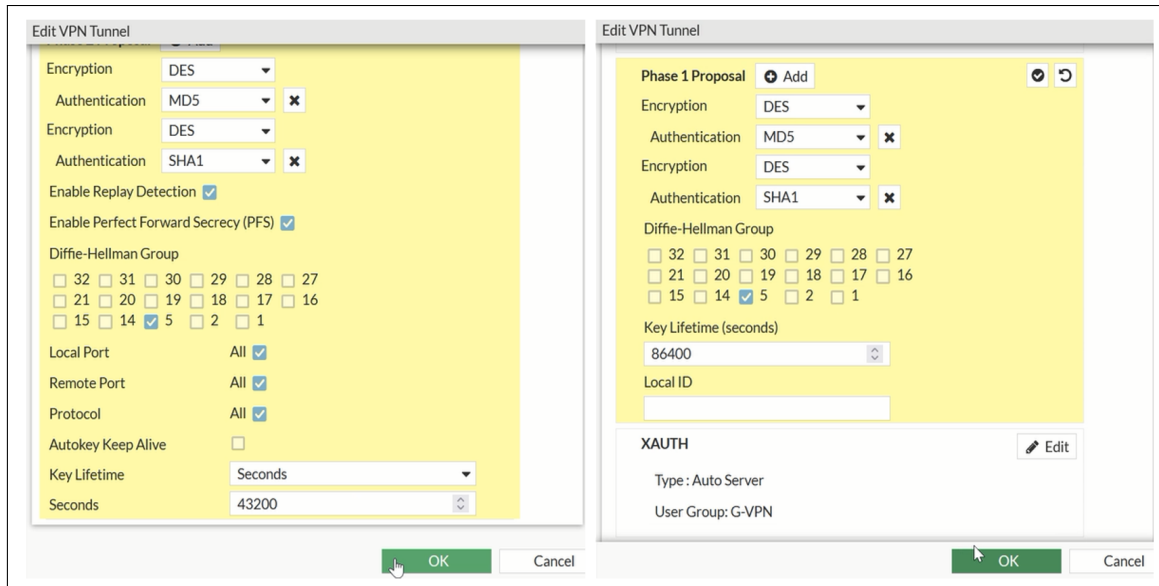 Edit VPN Tunnel
Encryption DES
Authentication MD5
Encryption DES
Authentication SHA1
Enable Replay Detection
Enable Perfect Forward Secrecy (PFS)
Diffie-Hellman Group
32 31 30 29 28 27
21 20 19 18 17 16
15 14 5 2 1
Local Port All
Remote Port All
Protocol All
Autokey Keep Alive
Key Lifetime Seconds
Seconds 43200
OK Cancel
Edit VPN Tunnel
Phase 1 Proposal Add
Encryption DES
Authentication MD5
Encryption DES
Authentication SHA1
Diffie-Hellman Group
32 31 30 29 28 27
21 20 19 18 17 16
15 14 5 2 1
Key Lifetime (seconds)
86400
Local ID
XAUTH Edit
Type : Auto Server
User Group: G-VPN
OK Cancel